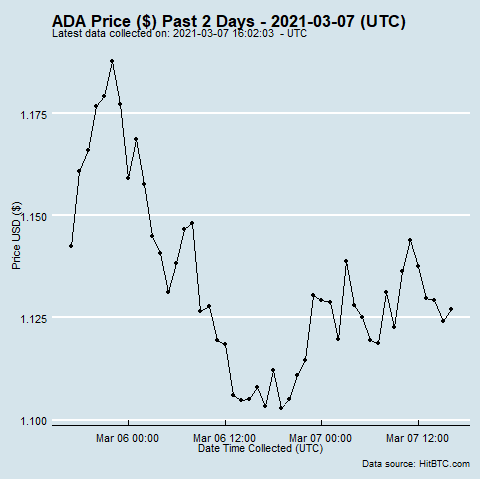 ADA Price ($) Past 2 Days - 2021-03-07 (UTC)
Latest data collected on: 2021-03-07 16:02:03 - UTC
1.175
1.150
1.125
1.100
Price USD ($)
Mar 06 00:00 Mar 06 12:00 Mar 07 00:00 Mar 07 12:00
Date Time Collected (UTC)
Data source: HitBTC.com